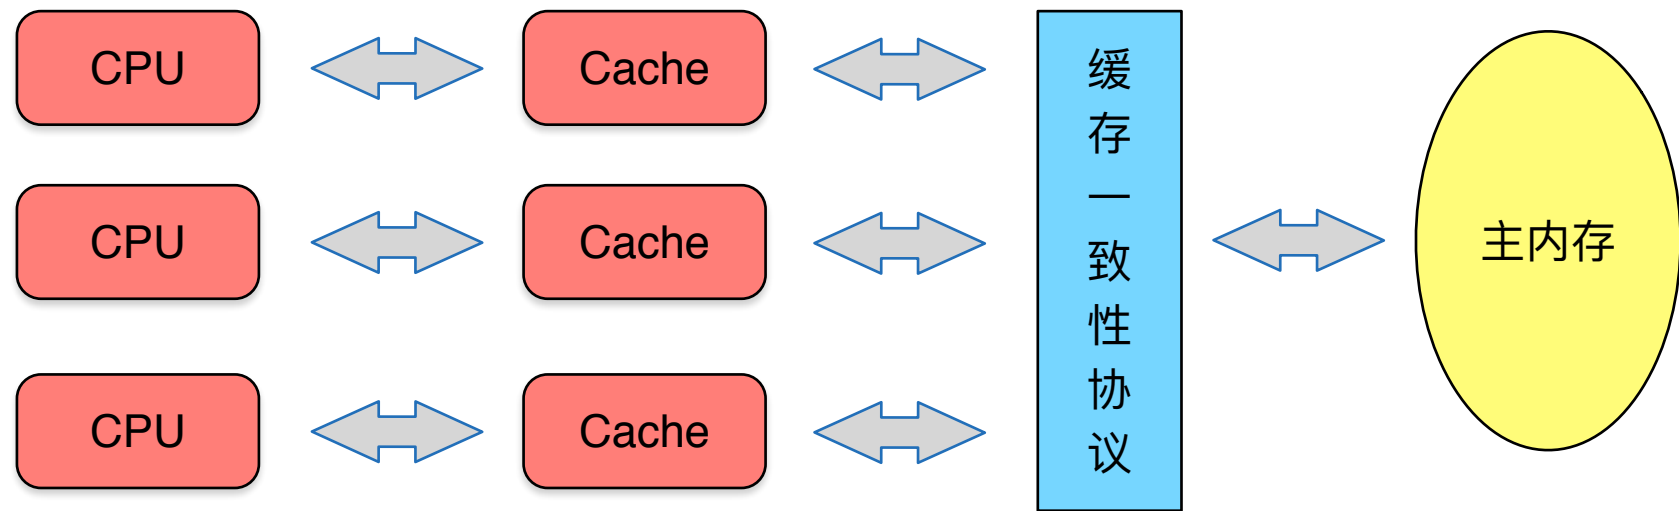 CPU
Cache
CPU
Cache
CPU
Cache
缓
存
一
致
性
协
议
主内存